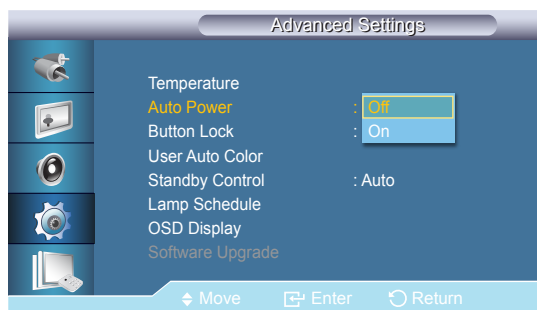 Advanced Settings
Temperature
Auto Power : Off
Button Lock : On
User Auto Color
Standby Control : Auto
Lamp Schedule
OSD Display
Software Upgrade
Move Enter Return